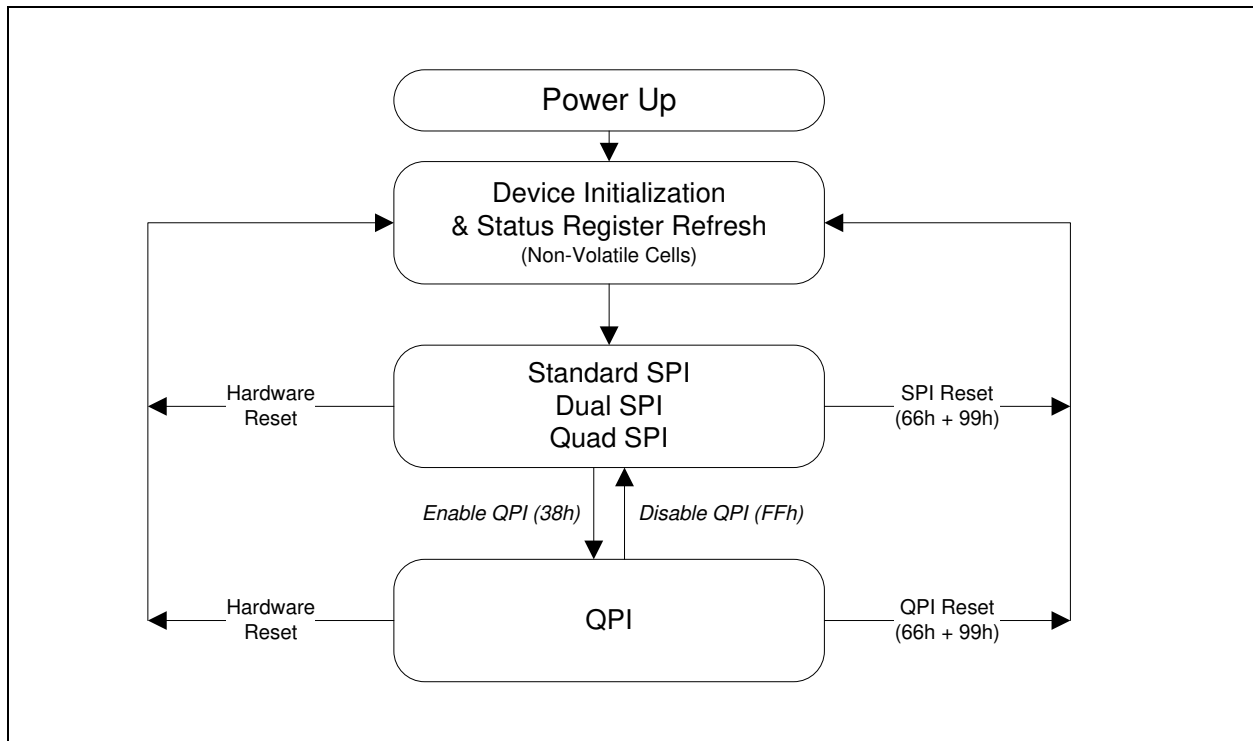 Power Up
Device Initialization
& Status Register Refresh
(Non-Volatile Cells)
Standard SPI
Dual SPI
Quad SPI
Hardware
Reset
SPI Reset
(66h + 99h)
Enable QPI (38h)
Disable QPI (FFh)
QPI
Hardware
Reset
QPI Reset
(66h + 99h)